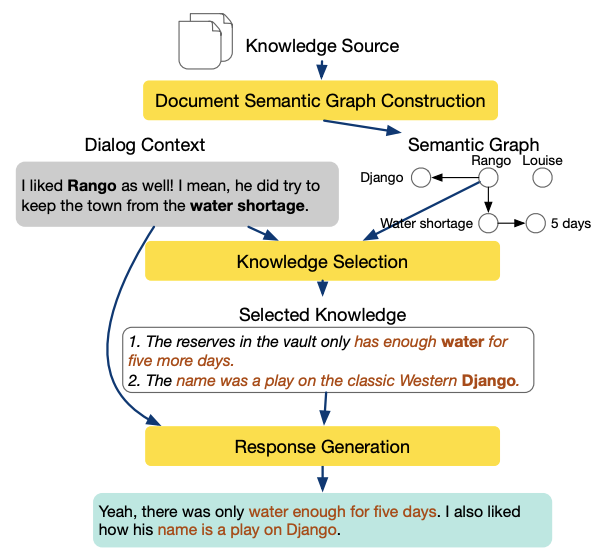 Knowledge Source
Document Semantic Graph Construction
Dialog Context
Semantic Graph
I liked Rango as well! I mean, he did try to
keep the town from the water shortage.
Rango
Louise
Django
Water shortage
5 days
Knowledge Selection
Selected Knowledge
1. The reserves in the vault only has enough water for
five more days.
2. The name was a play on the classic Western Django.
Response Generation
Yeah, there was only water enough for five days. I also liked
how his name is a play on Django.